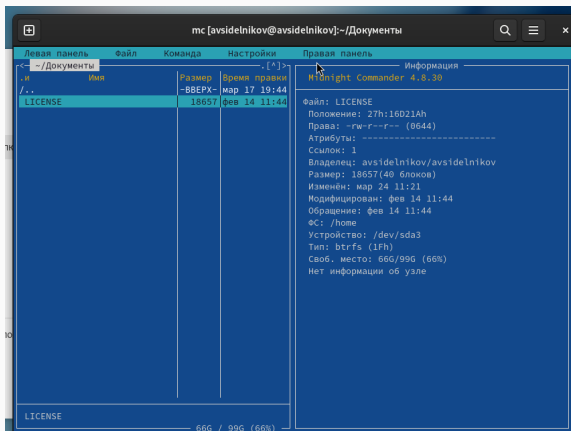 mc [avsidelnikov@avsidelnikov]:~/Документы
Левая панель Файл Команда Настройки Правая панель
<— ~/Документы .[^]>
.и Имя Размер Время правки
/.. -ВВЕРХ- мар 17 19:44
LICENSE 18657 фев 14 11:44
LICENSE
66G / 99G (66%)
Информация
Midnight Commander 4.8.30
Файл: LICENSE
Положение: 27h:16D21Ah
Права: -rw-r--r-- (0644)
Атрибуты: -------------------------
Ссылок: 1
Владелец: avsidelnikov/avsidelnikov
Размер: 18657(40 блоков)
Изменён: мар 24 11:21
Модифицирован: фев 14 11:44
Обращение: фев 14 11:44
ФС: /home
Устройство: /dev/sda3
Тип: btrfs (1Fh)
Своб. место: 66G/99G (66%)
Нет информации об узле